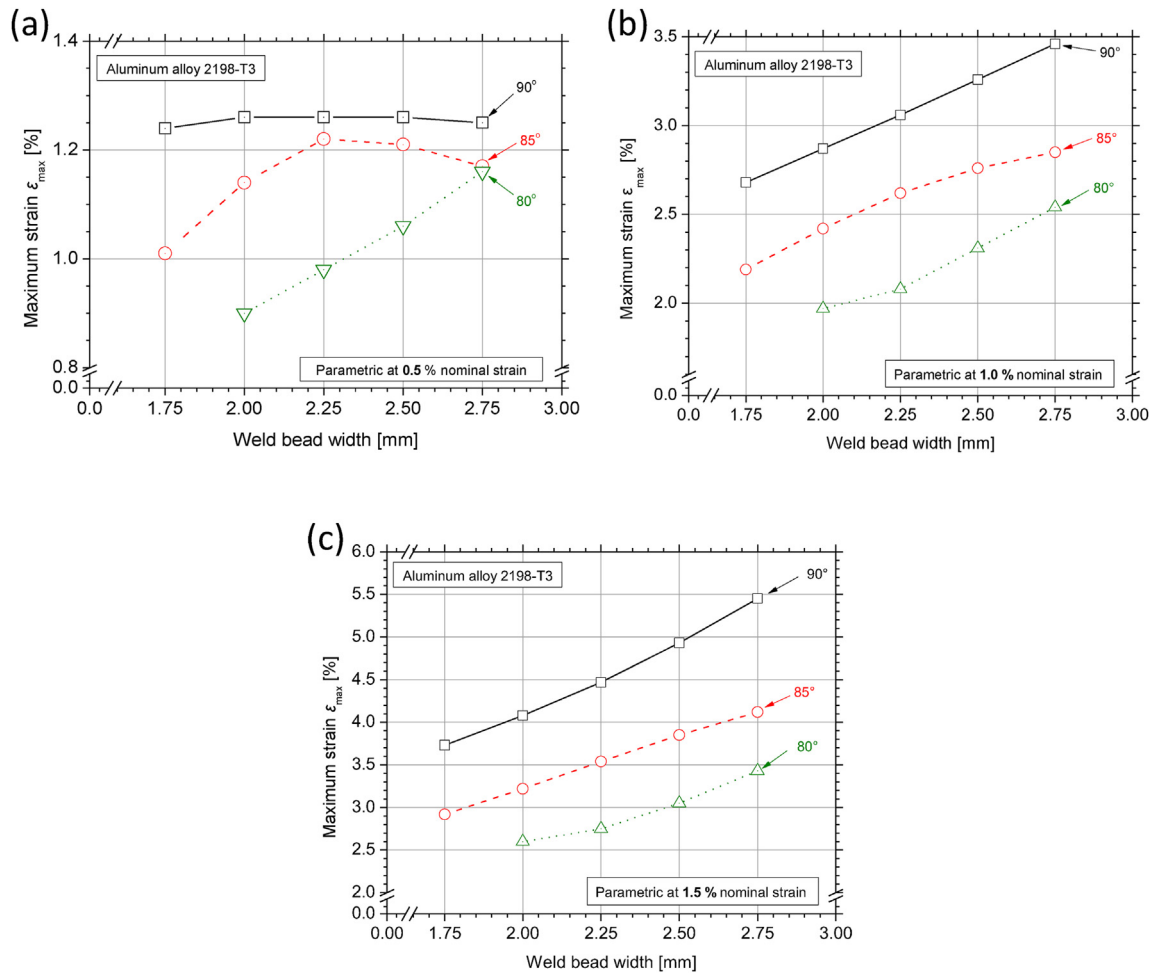 (a)
1.4
Aluminum alloy 2198-T3
90°
1.2
85°
80°
1.0
Maximum strain εmax [%]
0.8
Parametric at 0.5 % nominal strain
0.0
0.0 1.75 2.00 2.25 2.50 2.75 3.00
Weld bead width [mm]
(b)
3.5
90°
Aluminum alloy 2198-T3
3.0
85°
2.5
80°
Maximum strain εmax [%]
2.0
Parametric at 1.0 % nominal strain
0.0
0.0 1.75 2.00 2.25 2.50 2.75 3.00
Weld bead width [mm]
(c)
6.0
Aluminum alloy 2198-T3
90°
5.5
5.0
4.5
85°
4.0
80°
3.5
Maximum strain εmax [%]
3.0
2.5
2.0
Parametric at 1.5 % nominal strain
0.0
0.00 1.75 2.00 2.25 2.50 2.75 3.00
Weld bead width [mm]